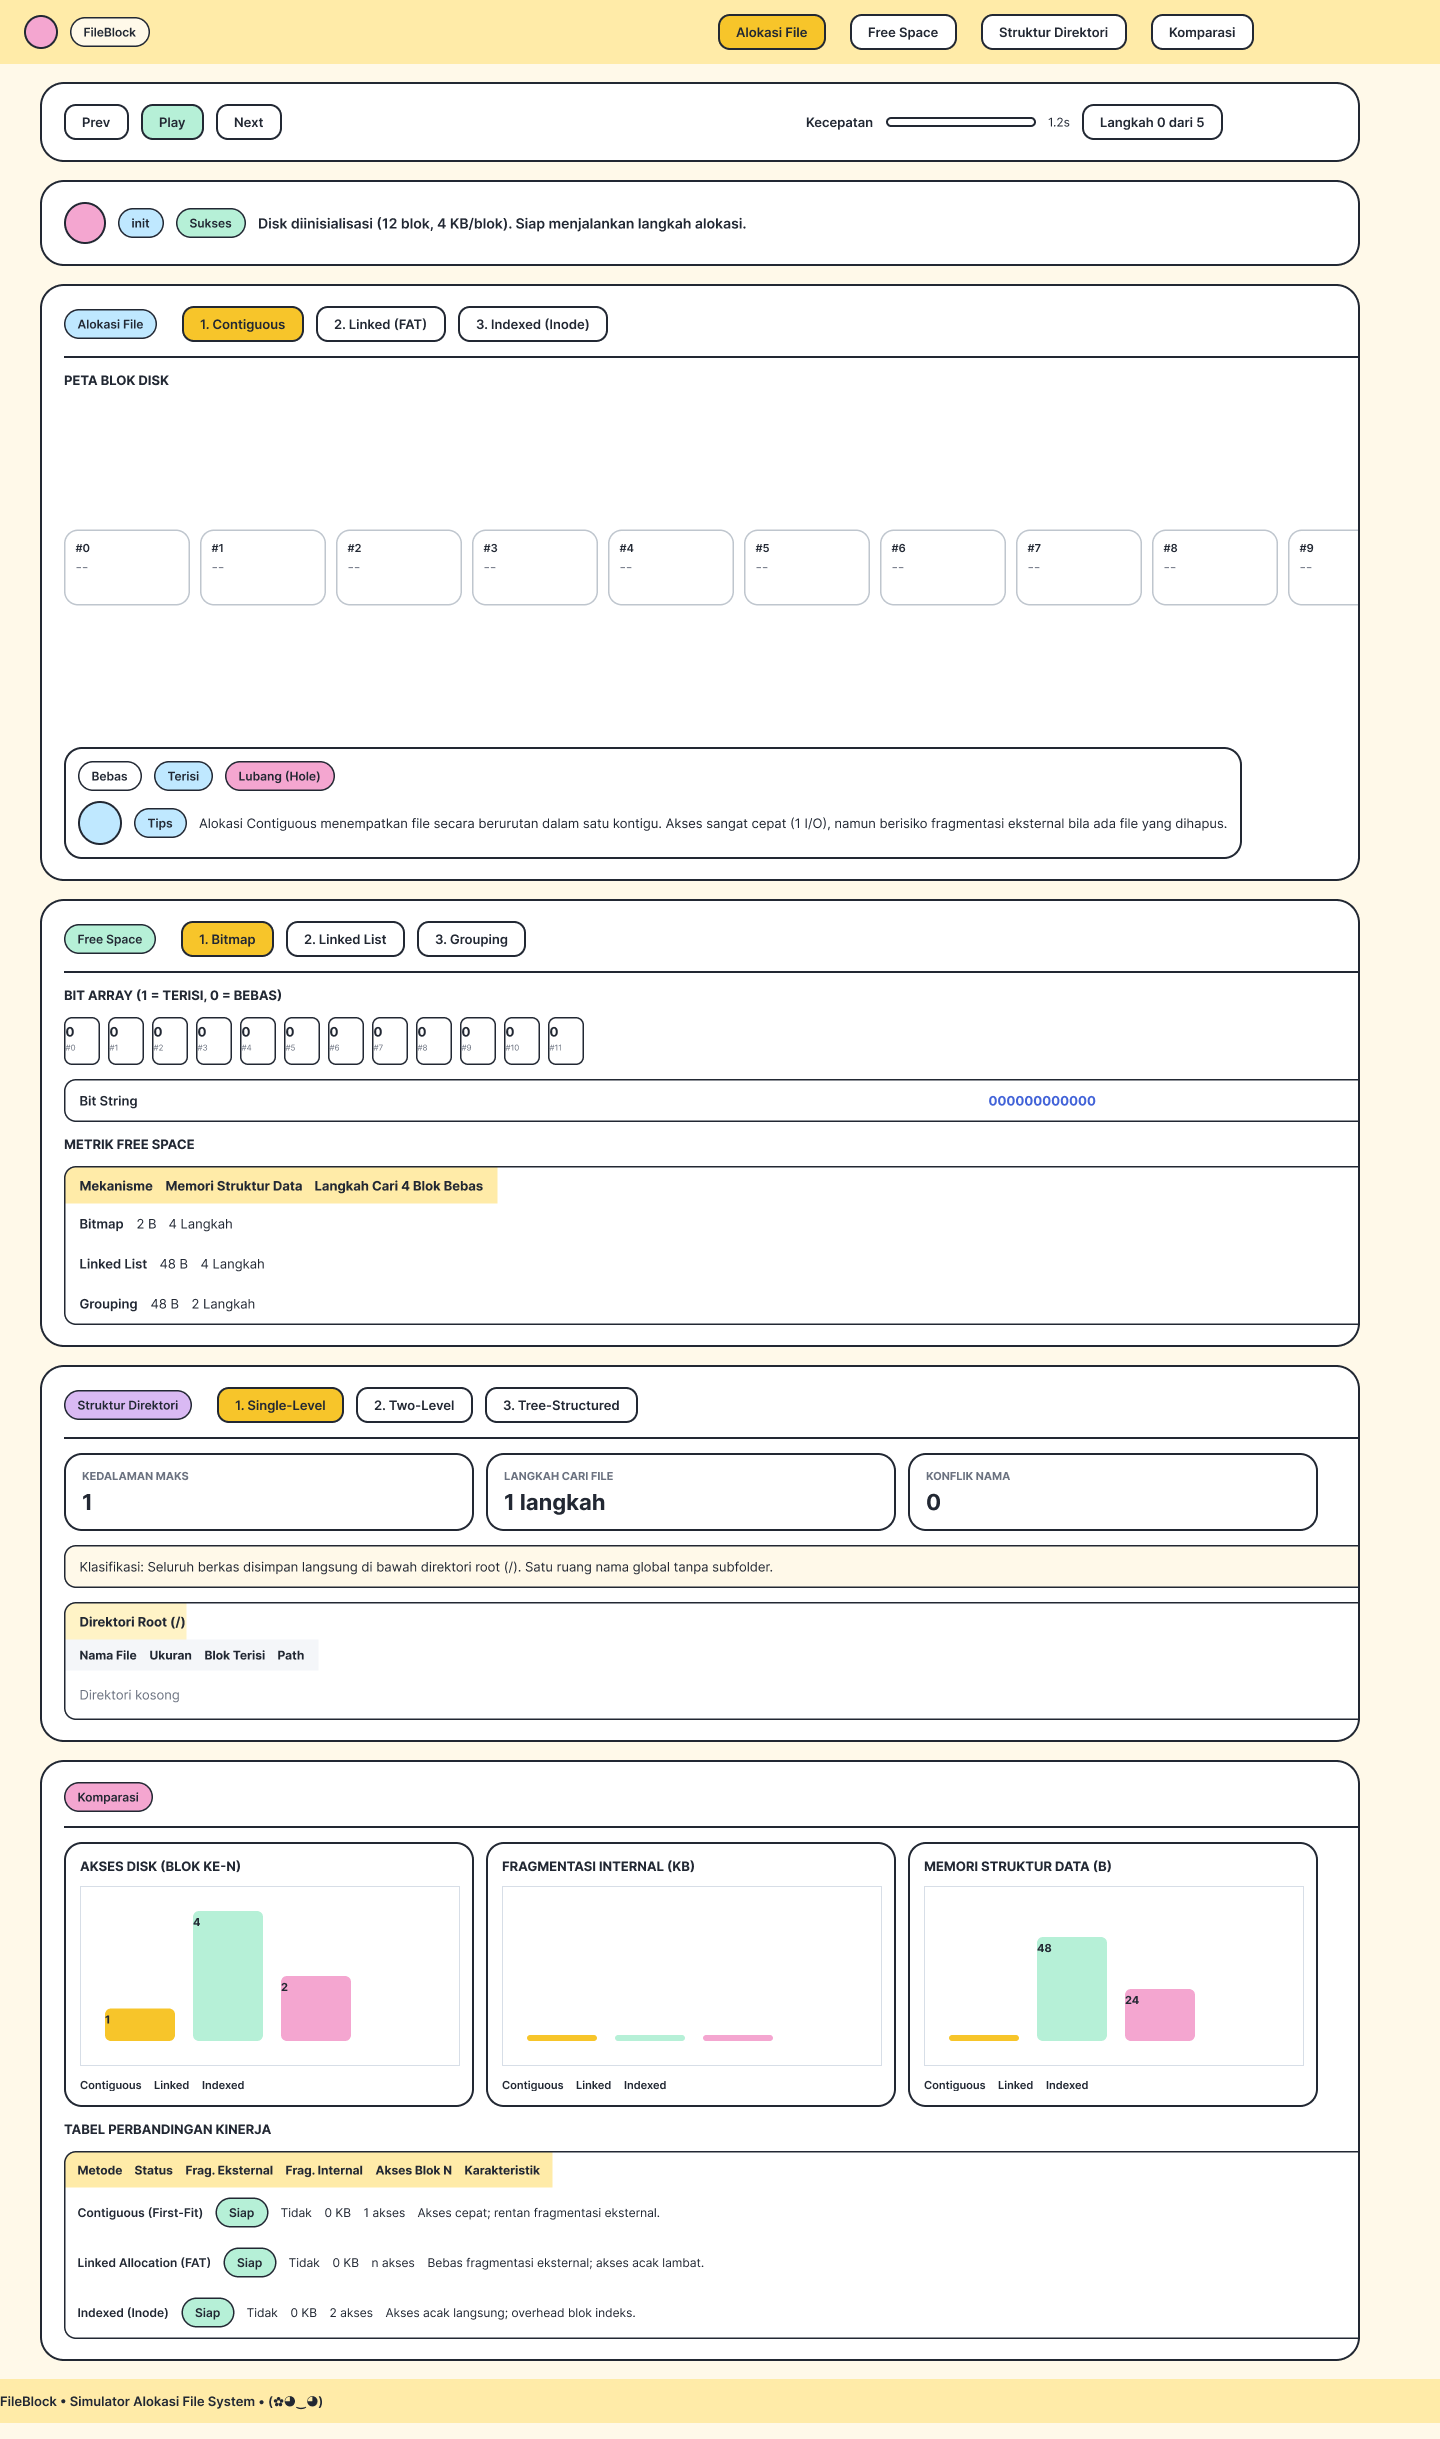 FileBlock Alokasi File Free Space Struktur Direktori Komparasi
Prev Play Next Kecepatan 1.2s Langkah 0 dari 5
init Sukses Disk diinisialisasi (12 blok, 4 KB/blok). Siap menjalankan langkah alokasi.
Alokasi File 1. Contiguous 2. Linked (FAT) 3. Indexed (Inode)
PETA BLOK DISK
#0 #1 #2 #3 #4 #5 #6 #7 #8 #9
-- -- -- -- -- -- -- -- -- --
Bebas Terisi Lubang (Hole)
Tips Alokasi Contiguous menempatkan file secara berurutan dalam satu kontigu. Akses sangat cepat (1 I/O), namun berisiko fragmentasi eksternal bila ada file yang dihapus.
Free Space 1. Bitmap 2. Linked List 3. Grouping
BIT ARRAY (1 = TERISI, 0 = BEBAS)
0 0 0 0 0 0 0 0 0 0 0 0
#0 #1 #2 #3 #4 #5 #6 #7 #8 #9 #10 #11
Bit String 000000000000
METRIK FREE SPACE
Mekanisme Memori Struktur Data Langkah Cari 4 Blok Bebas
Bitmap 2 B 4 Langkah
Linked List 48 B 4 Langkah
Grouping 48 B 2 Langkah
Struktur Direktori 1. Single-Level 2. Two-Level 3. Tree-Structured
KEDALAMAN MAKS LANGKAH CARI FILE KONFLIK NAMA
1 1 langkah 0
Klasifikasi: Seluruh berkas disimpan langsung di bawah direktori root (/). Satu ruang nama global tanpa subfolder.
Direktori Root (/)
Nama File Ukuran Blok Terisi Path
Direktori kosong
Komparasi
AKSES DISK (BLOK KE-N) FRAGMENTASI INTERNAL (KB) MEMORI STRUKTUR DATA (B)
4
48
2
24
1
Contiguous Linked Indexed Contiguous Linked Indexed Contiguous Linked Indexed
TABEL PERBANDINGAN KINERJA
Metode Status Frag. Eksternal Frag. Internal Akses Blok N Karakteristik
Contiguous (First-Fit) Siap Tidak 0 KB 1 akses Akses cepat; rentan fragmentasi eksternal.
Linked Allocation (FAT) Siap Tidak 0 KB n akses Bebas fragmentasi eksternal; akses acak lambat.
Indexed (Inode) Siap Tidak 0 KB 2 akses Akses acak langsung; overhead blok indeks.
FileBlock • Simulator Alokasi File System • (✿◕‿◕)